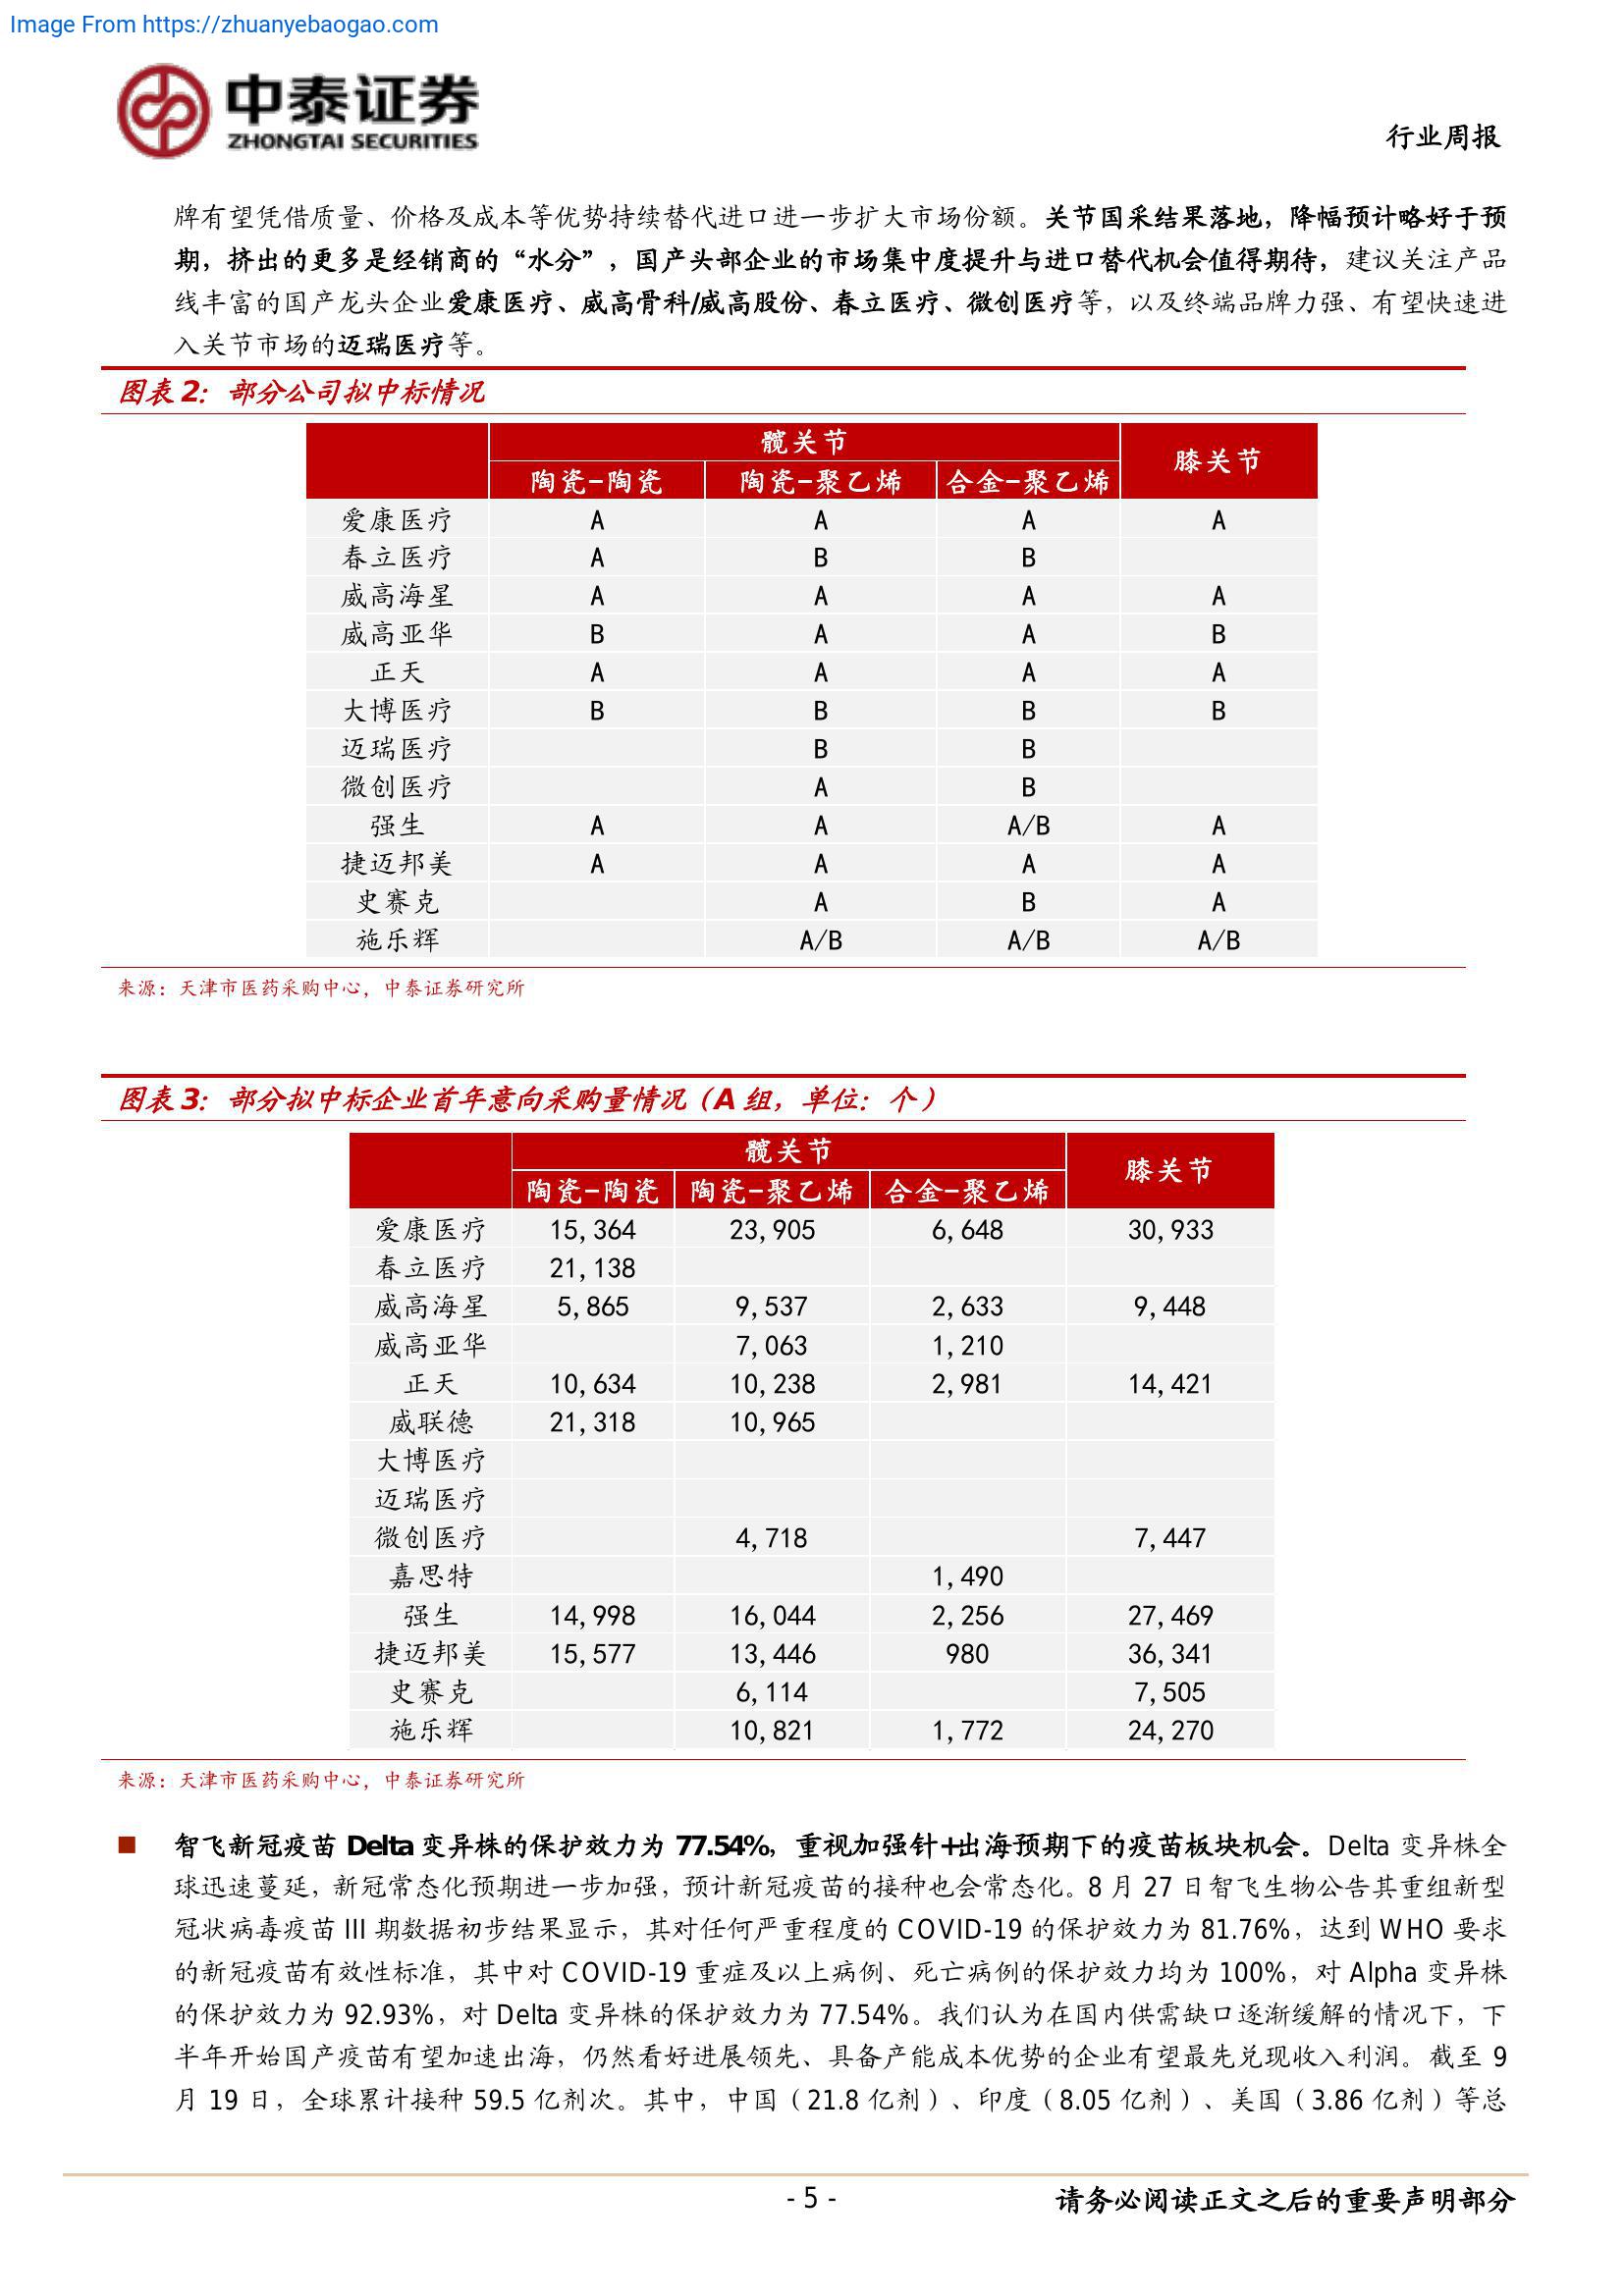 Image From https://zhuanyebaogao.com
中泰证券
ZHONGTAI SECURITIES
行业周报
牌有望凭借质量、价格及成本等优势持续替代进口进一步扩大市场份额。关节国采结果落地，降幅预计略好于预
期，挤出的更多是经销商的“水分”，国产头部企业的市场集中度提升与进口替代机会值得期待，建议关注产品
线丰富的国产龙头企业爱康医疗、威高骨科/威高股份、春立医疗、微创医疗等，以及终端品牌力强、有望快速进
入关节市场的迈瑞医疗等。
图表 2：部分公司拟中标情况
髋关节 膝关节
陶瓷-陶瓷 陶瓷-聚乙烯 合金-聚乙烯
爱康医疗 A A A A
春立医疗 A B B
威高海星 A A A A
威高亚华 B A A B
正天 A A A A
大博医疗 B B B B
迈瑞医疗 B B
微创医疗 A B
强生 A A A/B A
捷迈邦美 A A A A
史赛克 A B A
施乐辉 A/B A/B A/B
来源：天津市医药采购中心，中泰证券研究所
图表 3：部分拟中标企业首年意向采购量情况（A 组，单位：个）
髋关节 膝关节
陶瓷-陶瓷 陶瓷-聚乙烯 合金-聚乙烯
爱康医疗 15,364 23,905 6,648 30,933
春立医疗 21,138
威高海星 5,865 9,537 2,633 9,448
威高亚华 7,063 1,210
正天 10,634 10,238 2,981 14,421
威联德 21,318 10,965
大博医疗
迈瑞医疗
微创医疗 4,718 7,447
嘉思特 1,490
强生 14,998 16,044 2,256 27,469
捷迈邦美 15,577 13,446 980 36,341
史赛克 6,114 7,505
施乐辉 10,821 1,772 24,270
来源：天津市医药采购中心，中泰证券研究所
■ 智飞新冠疫苗 Delta 变异株的保护效力为 77.54%，重视加强针+出海预期下的疫苗板块机会。Delta 变异株全
球迅速蔓延，新冠常态化预期进一步加强，预计新冠疫苗的接种也会常态化。8 月 27 日智飞生物公告其重组新型
冠状病毒疫苗 III 期数据初步结果显示，其对任何严重程度的 COVID-19 的保护效力为 81.76%，达到 WHO 要求
的新冠疫苗有效性标准，其中对 COVID-19 重症及以上病例、死亡病例的保护效力均为 100%，对 Alpha 变异株
的保护效力为 92.93%，对 Delta 变异株的保护效力为 77.54%。我们认为在国内供需缺口逐渐缓解的情况下，下
半年开始国产疫苗有望加速出海，仍然看好进展领先、具备产能成本优势的企业有望最先兑现收入利润。截至 9
月 19 日，全球累计接种 59.5 亿剂次。其中，中国（21.8 亿剂）、印度（8.05 亿剂）、美国（3.86 亿剂）等总
- 5 -
请务必阅读正文之后的重要声明部分